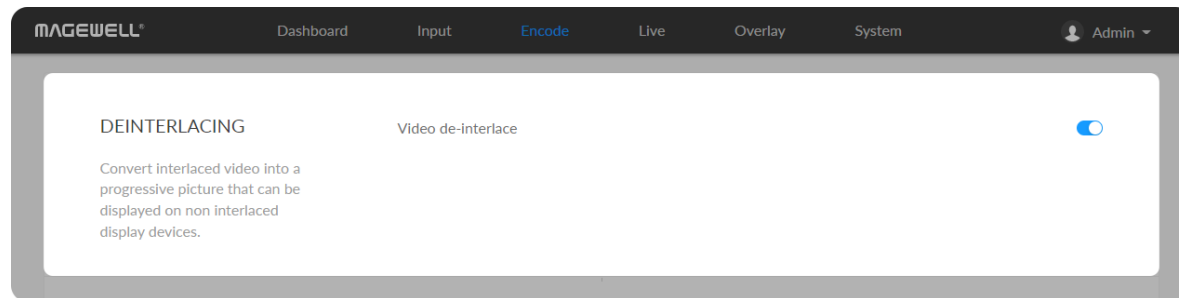 MAGEWELL®
Dashboard
Input
Encode
Live
Overlay
System
Admin
DEINTERLACING
Video de-interlace
Convert interlaced video into a
progressive picture that can be
displayed on non interlaced
display devices.